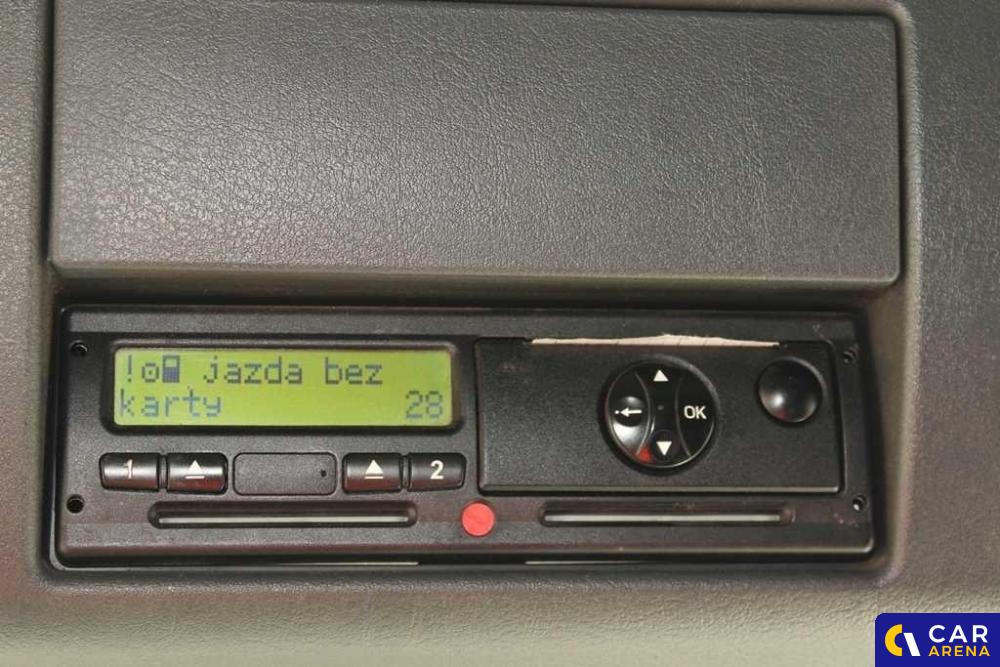 ! jazda bez
karty 28
1 2
OK
CAR
ARENA